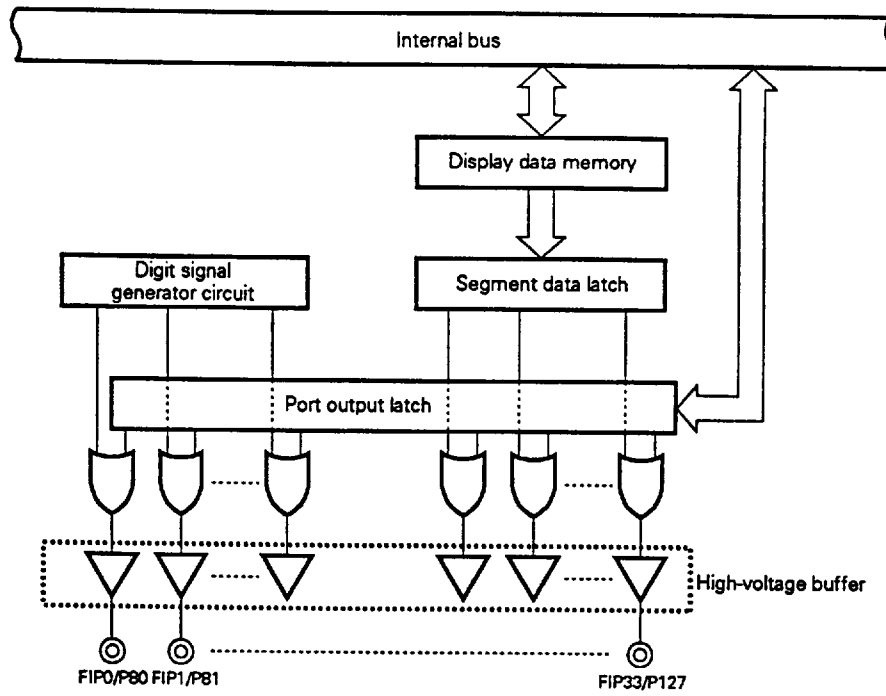 Internal bus
Display data memory
Digit signal
generator circuit
Segment data latch
Port output latch
High-voltage buffer
FIP0/P80 FIP1/P81 FIP33/P127